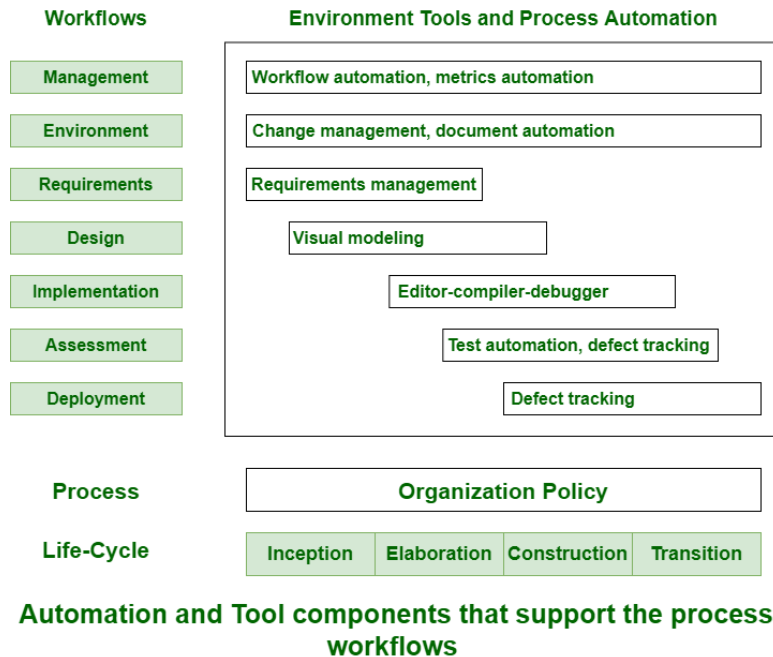 Workflows Environment Tools and Process Automation
Management Workflow automation, metrics automation
Environment Change management, document automation
Requirements Requirements management
Design Visual modeling
Implementation Editor-compiler-debugger
Assessment Test automation, defect tracking
Deployment Defect tracking
Process Organization Policy
Life-Cycle Inception Elaboration Construction Transition
Automation and Tool components that support the process
workflows